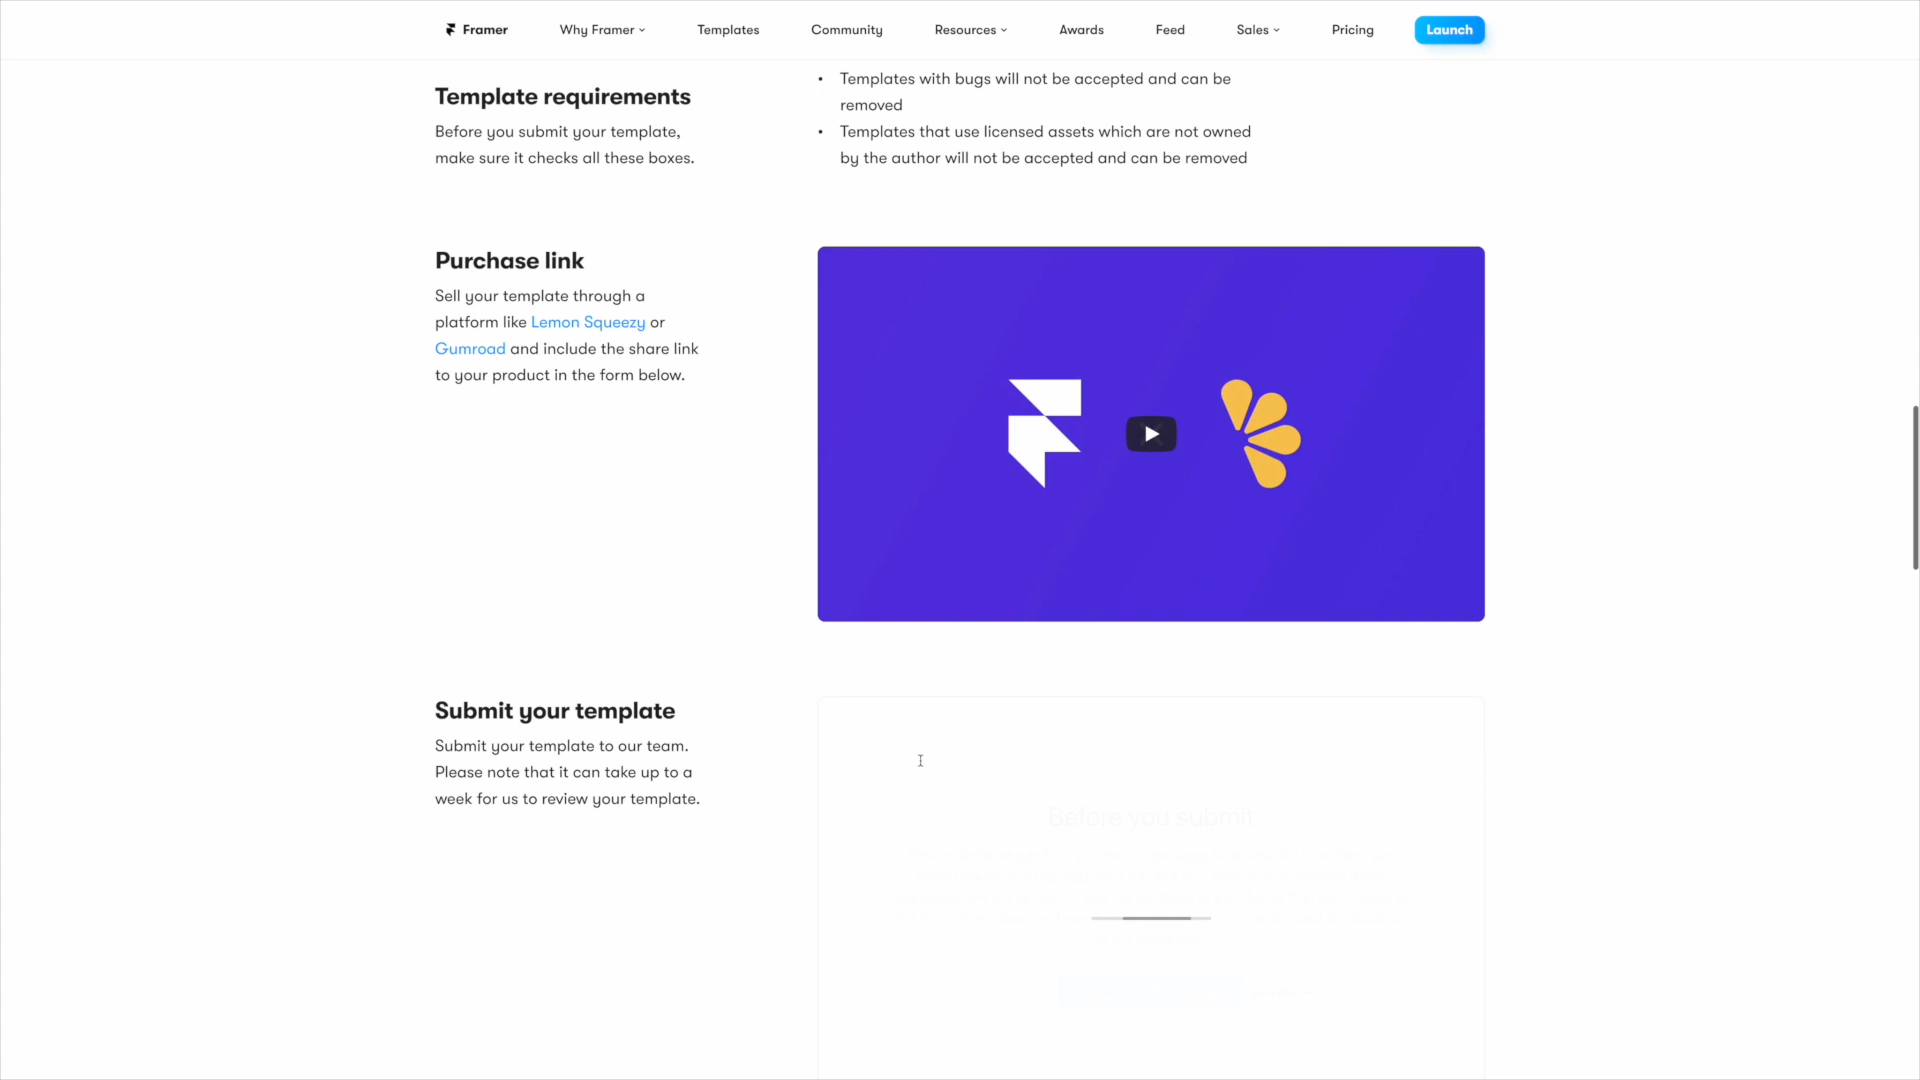 Framer Why Framer Templates Community Resources Awards Feed Sales Pricing Launch
Template requirements
Before you submit your template,
make sure it checks all these boxes.
• Templates with bugs will not be accepted and can be
removed
• Templates that use licensed assets which are not owned
by the author will not be accepted and can be removed
Purchase link
Sell your template through a
platform like Lemon Squeezy or
Gumroad and include the share link
to your product in the form below.
Submit your template
Submit your template to our team.
Please note that it can take up to a
week for us to review your template.
Before you submit